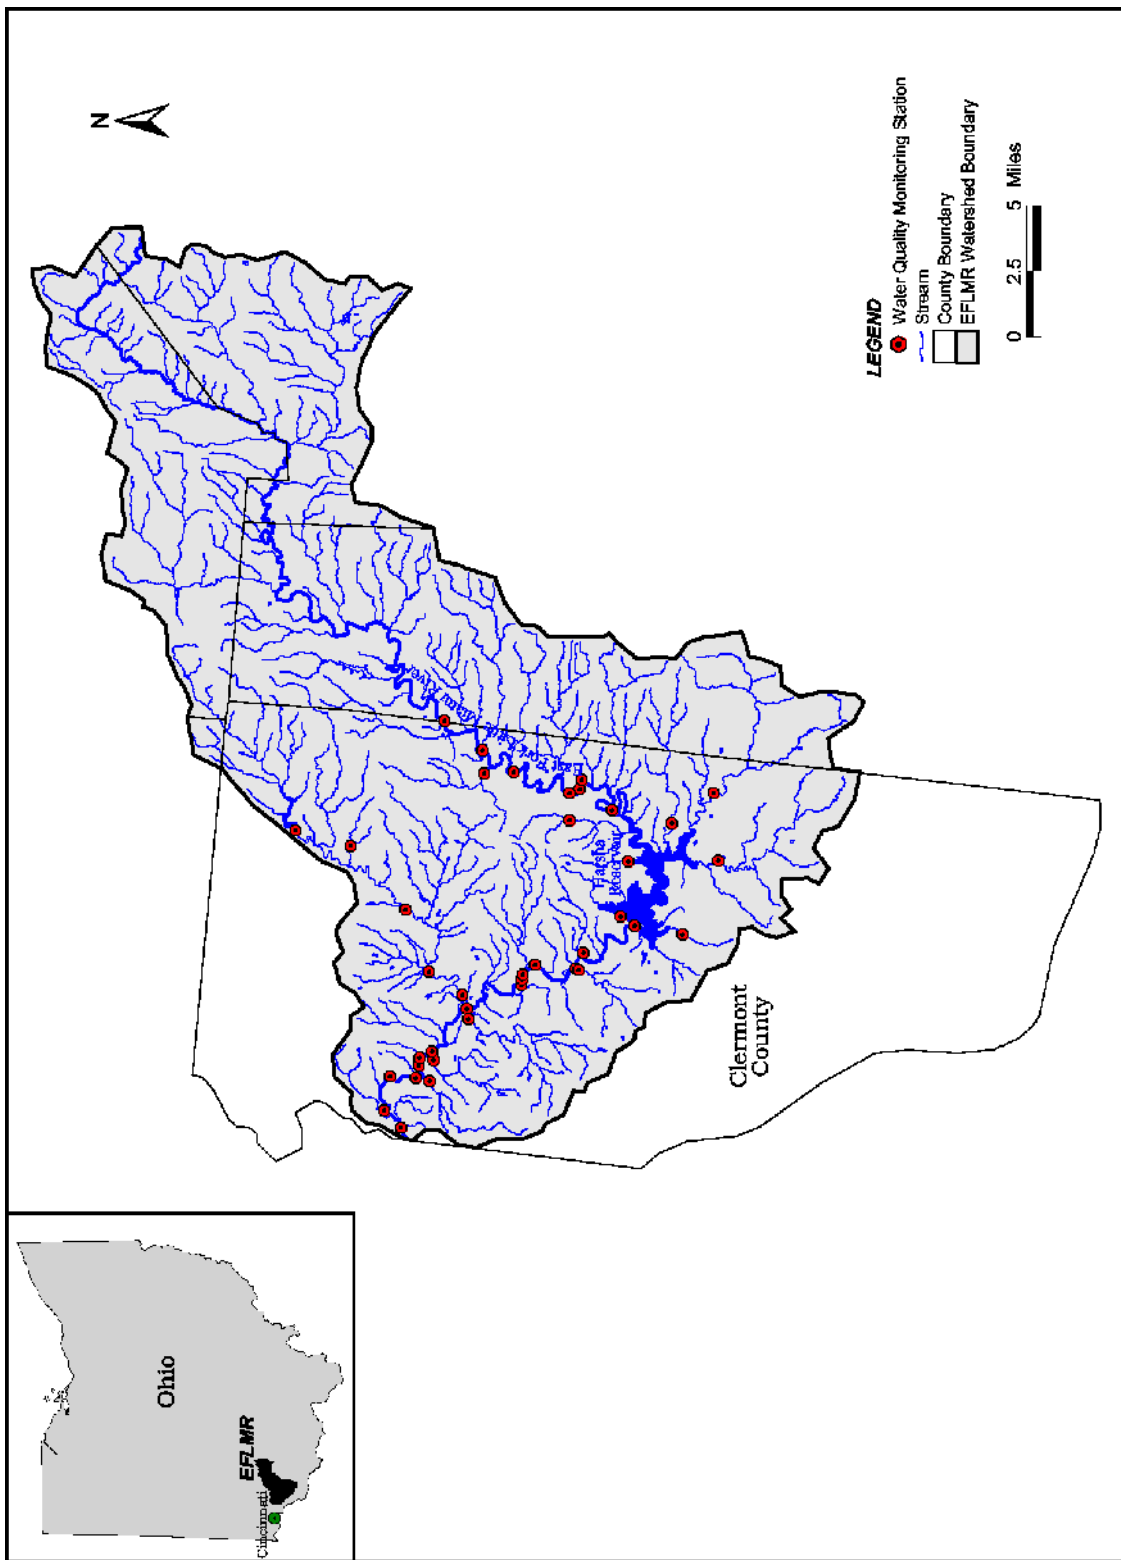 N
East Fork Little Miami River
Harsha
Reservoir
Clermont
County
LEGEND
Water Quality Monitoring Station
Stream
County Boundary
EFLMR Watershed Boundary
0 2.5 5 Miles
Ohio
EFLMR
Cincinnati